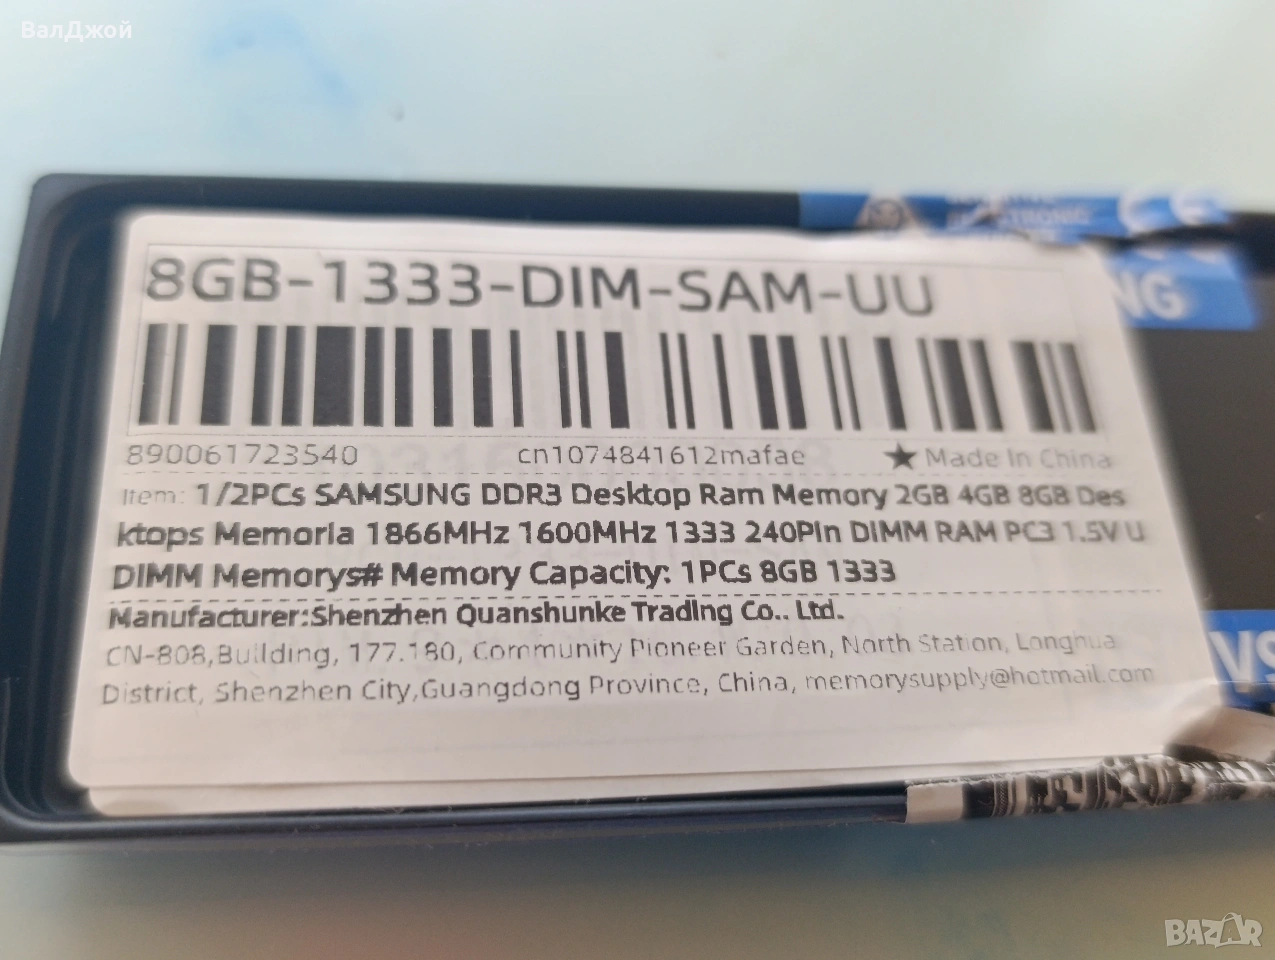 ВалДжой
NG
8GB-1333-DIM-SAM-UU
890061723540 cn1074841612mafae ★Made In China
Item: 1/2PCs SAMSUNG DDR3 Desktop Ram Memory 2GB 4GB 8GB Des
ktops Memoria 1866MHz 1600MHz 1333 240Pin DIMM RAM PC3 1.5V U
DIMM Memorys# Memory Capacity: 1PCs 8GB 1333
Manufacturer:Shenzhen Quanshunke Trading Co.. Ltd.
CN-808,Building, 177.180, Community Pioneer Garden, North Station, Longhua
District, Shenzhen City,Guangdong Province, China, memorysupply@hotmail.com
VS
BAZAR